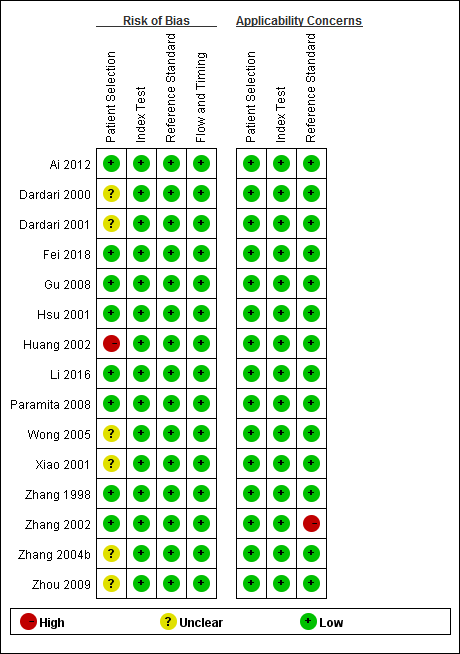 Risk of Bias
Applicability Concerns
Patient Selection
Index Test
Reference Standard
Flow and Timing
Patient Selection
Index Test
Reference Standard
Ai 2012 + + + + + + +
Dardari 2000 ? + + + + + +
Dardari 2001 ? + + + + + +
Fei 2018 + + + + + + +
Gu 2008 + + + + + + +
Hsu 2001 + + + + + + +
Huang 2002 - + + + + + +
Li 2016 + + + + + + +
Paramita 2008 + + + + + + +
Wong 2005 ? + + + + + +
Xiao 2001 ? + + + + + +
Zhang 1998 + + + + + + +
Zhang 2002 + + + + + + -
Zhang 2004b ? + + + + + +
Zhou 2009 ? + + + + + +
- High ? Unclear + Low